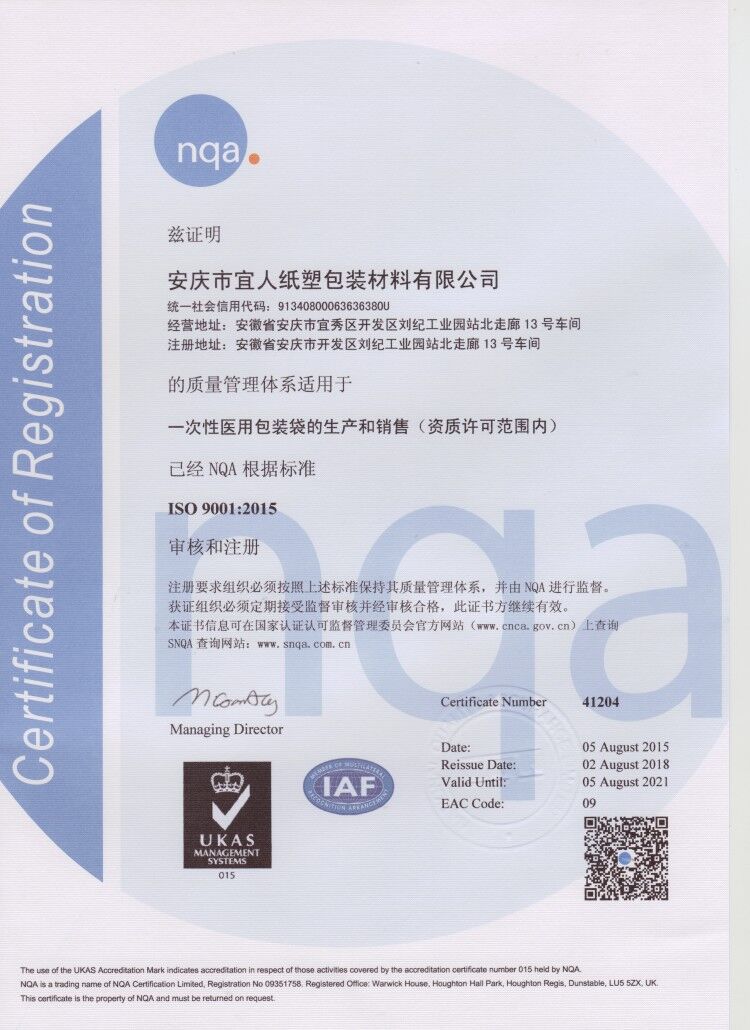 nqa.
Certificate of Registration
兹证明
安庆市宜人纸塑包装材料有限公司
统一社会信用代码：91340800063636380U
经营地址：安徽省安庆市宜秀区开发区刘纪工业园站北走廊 13 号车间
注册地址：安徽省安庆市开发区刘纪工业园站北走廊 13 号车间
的质量管理体系适用于
一次性医用包装袋的生产和销售（资质许可范围内）
已经 NQA 根据标准
ISO 9001:2015
审核和注册
nqa
注册要求组织必须按照上述标准保持其质量管理体系，并由 NQA 进行监督。
获证组织必须定期接受监督审核并经审核合格，此证书方继续有效。
本证书信息可在国家认证认可监督管理委员会官方网站（www.cnca.gov.cn）上查询
SNQA 查询网站：www.snqa.com.cn
Managing Director
Certificate Number 41204
Date: 05 August 2015
Reissue Date: 02 August 2018
Valid Until: 05 August 2021
EAC Code: 09
MEMBER OF MULTILATERAL
IAF
RECOGNITION ARRANGEMENT
UKAS
MANAGEMENT
SYSTEMS
015
The use of the UKAS Accreditation Mark indicates accreditation in respect of those activities covered by the accreditation certificate number 015 held by NQA.
NQA is a trading name of NQA Certification Limited, Registration No 09351758. Registered Office: Warwick House, Houghton Hall Park, Houghton Regis, Dunstable, LU5 5ZX, UK.
This certificate is the property of NQA and must be returned on request.